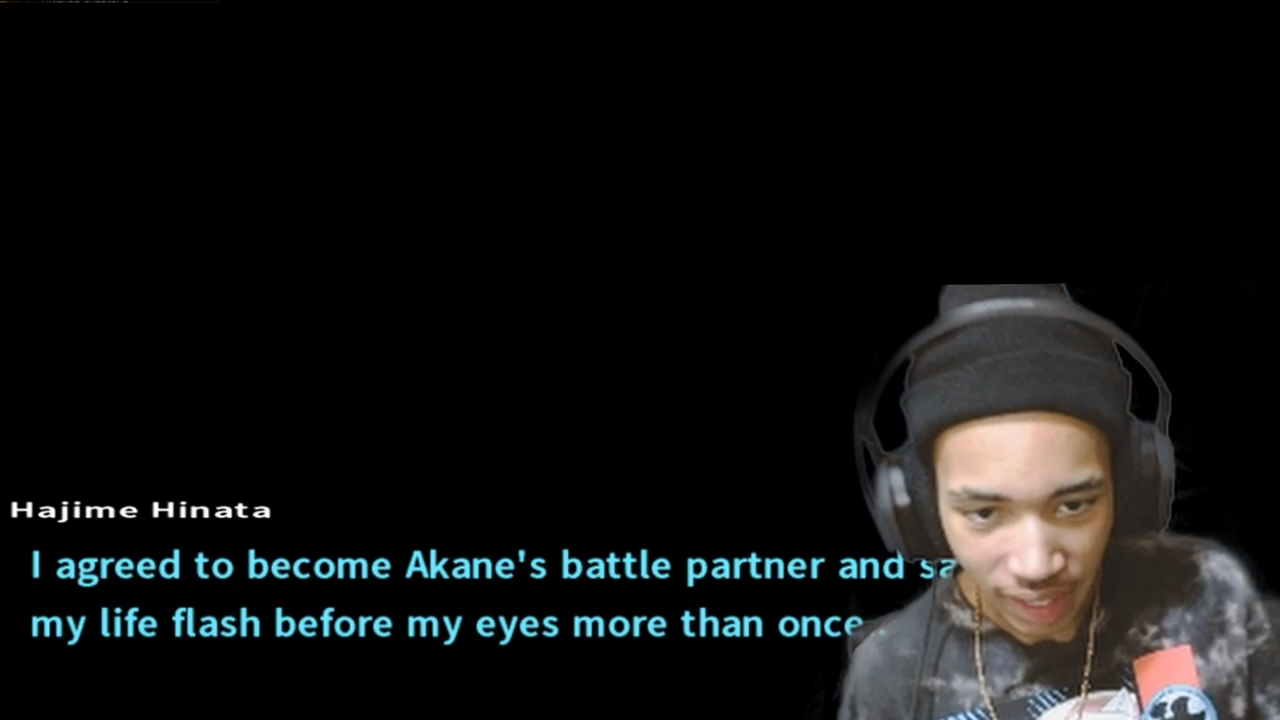 Hajime Hinata
I agreed to become Akane's battle partner and
my life flash before my eyes more than once